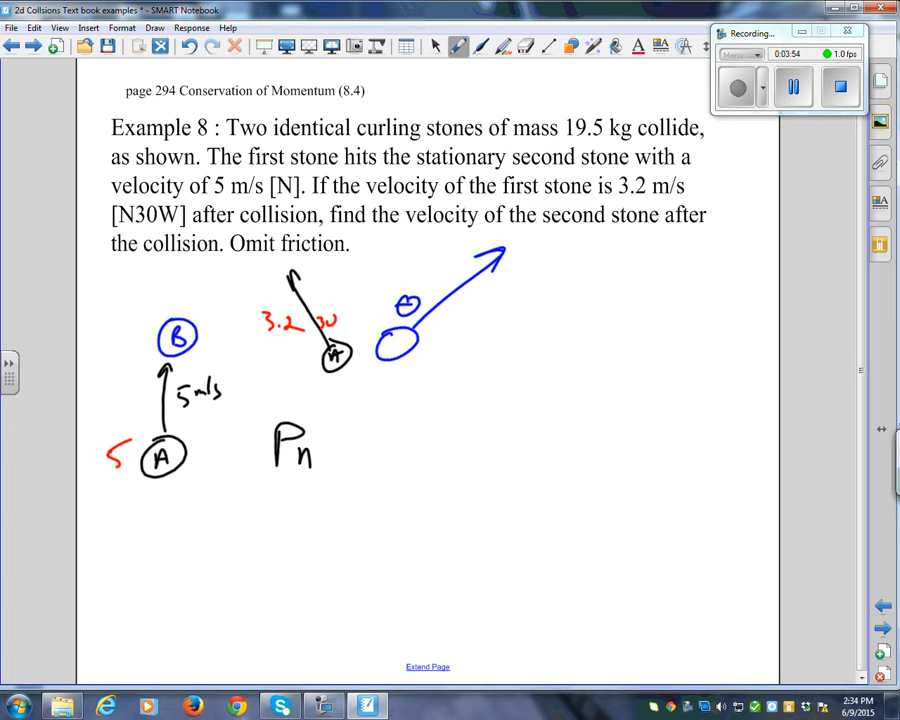 2d Collsions Text book examples * - SMART Notebook
File Edit View Insert Format Draw Response Help
Recording...
Menu
0:03:54
1.0 fps
page 294 Conservation of Momentum (8.4)
Example 8 : Two identical curling stones of mass 19.5 kg collide,
as shown. The first stone hits the stationary second stone with a
velocity of 5 m/s [N]. If the velocity of the first stone is 3.2 m/s
[N30W] after collision, find the velocity of the second stone after
the collision. Omit friction.
θ
3.2 30
B
A
5 m/s
5 A
Pn
Extend Page
2:34 PM
6/9/2015